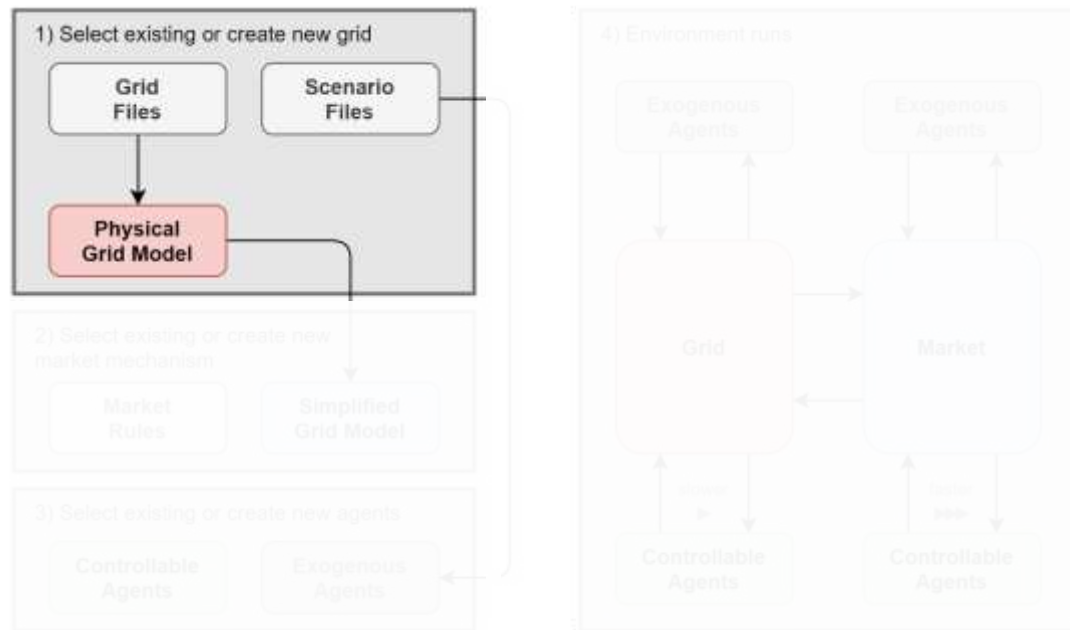 1) Select existing or create new grid
Grid
Files
Scenario
Files
Physical
Grid Model
2) Select existing or create new
market mechanism
Market
Rules
Simplified
Grid Model
3) Select existing or create new agents
Controllable
Agents
Exogenous
Agents
4) Environment runs
Exogenous
Agents
Exogenous
Agents
Grid
Market
slower
faster
Controllable
Agents
Controllable
Agents